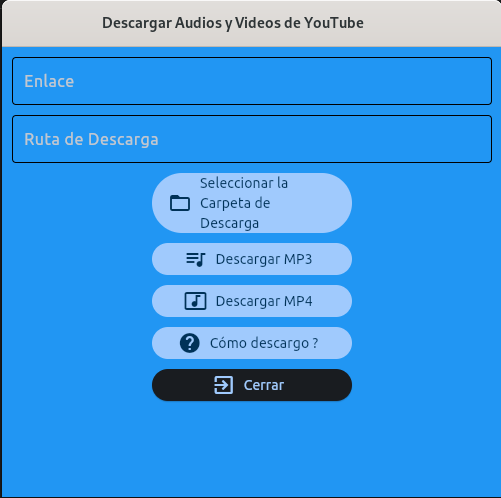 Descargar Audios y Videos de YouTube
Enlace
Ruta de Descarga
Seleccionar la
Carpeta de
Descarga
Descargar MP3
Descargar MP4
Cómo descargo ?
Cerrar